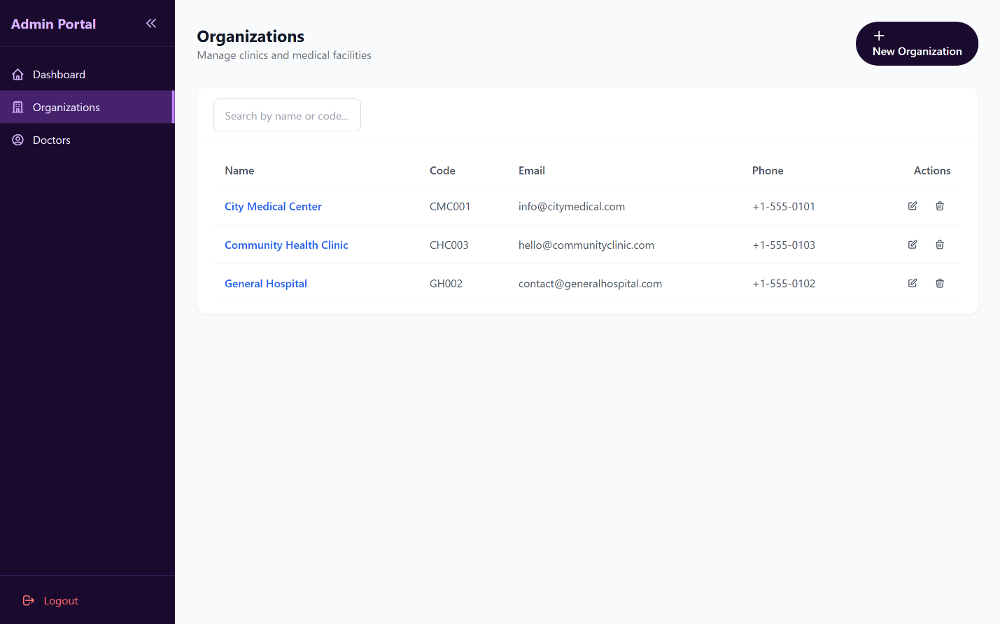 Admin Portal
Dashboard
Organizations
Doctors
Logout
Organizations
Manage clinics and medical facilities
New Organization
Search by name or code...
Name Code Email Phone Actions
City Medical Center CMC001 info@citymedical.com +1-555-0101
Community Health Clinic CHC003 hello@communityclinic.com +1-555-0103
General Hospital GH002 contact@generalhospital.com +1-555-0102